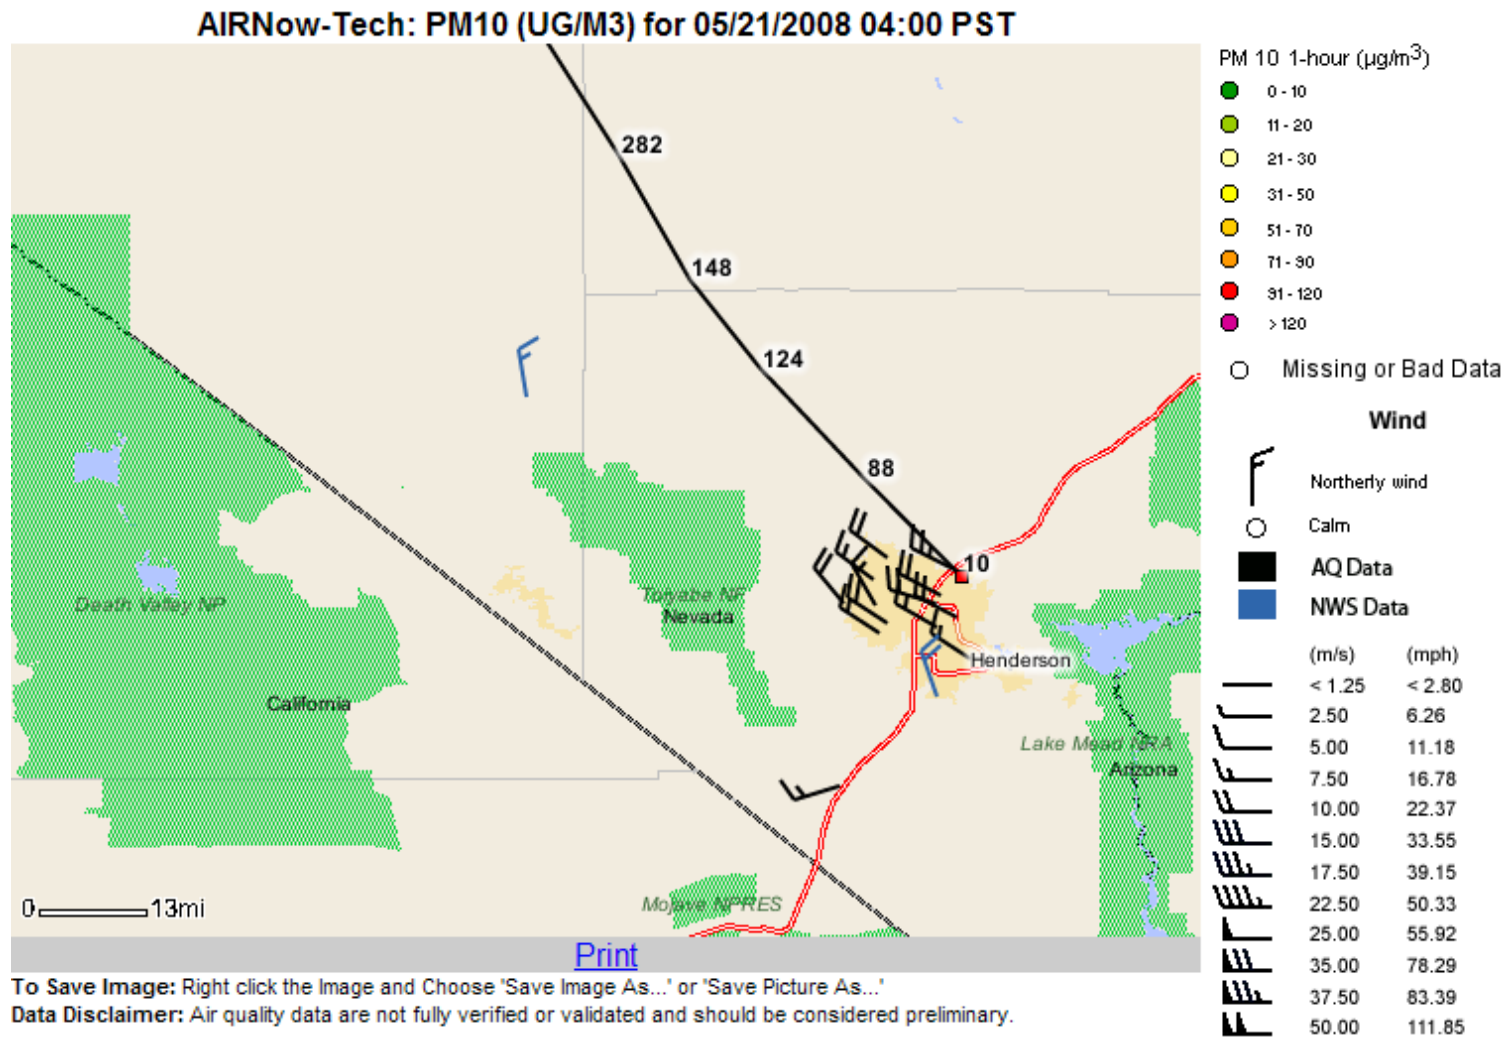 AIRNow-Tech: PM10 (UG/M3) for 05/21/2008 04:00 PST
282
148
124
88
10
Death Valley NP
Toiyabe NF
Nevada
Henderson
California
Lake Mead NRA
Arizona
Mojave NPRES
0 13mi
Print
To Save Image: Right click the Image and Choose 'Save Image As...' or 'Save Picture As...'
Data Disclaimer: Air quality data are not fully verified or validated and should be considered preliminary.
PM 10 1-hour (µg/m3)
0 - 10
11 - 20
21 - 30
31 - 50
51 - 70
71 - 90
91 - 120
> 120
Missing or Bad Data
Wind
Northerly wind
Calm
AQ Data
NWS Data
(m/s) (mph)
< 1.25 < 2.80
2.50 6.26
5.00 11.18
7.50 16.78
10.00 22.37
15.00 33.55
17.50 39.15
22.50 50.33
25.00 55.92
35.00 78.29
37.50 83.39
50.00 111.85